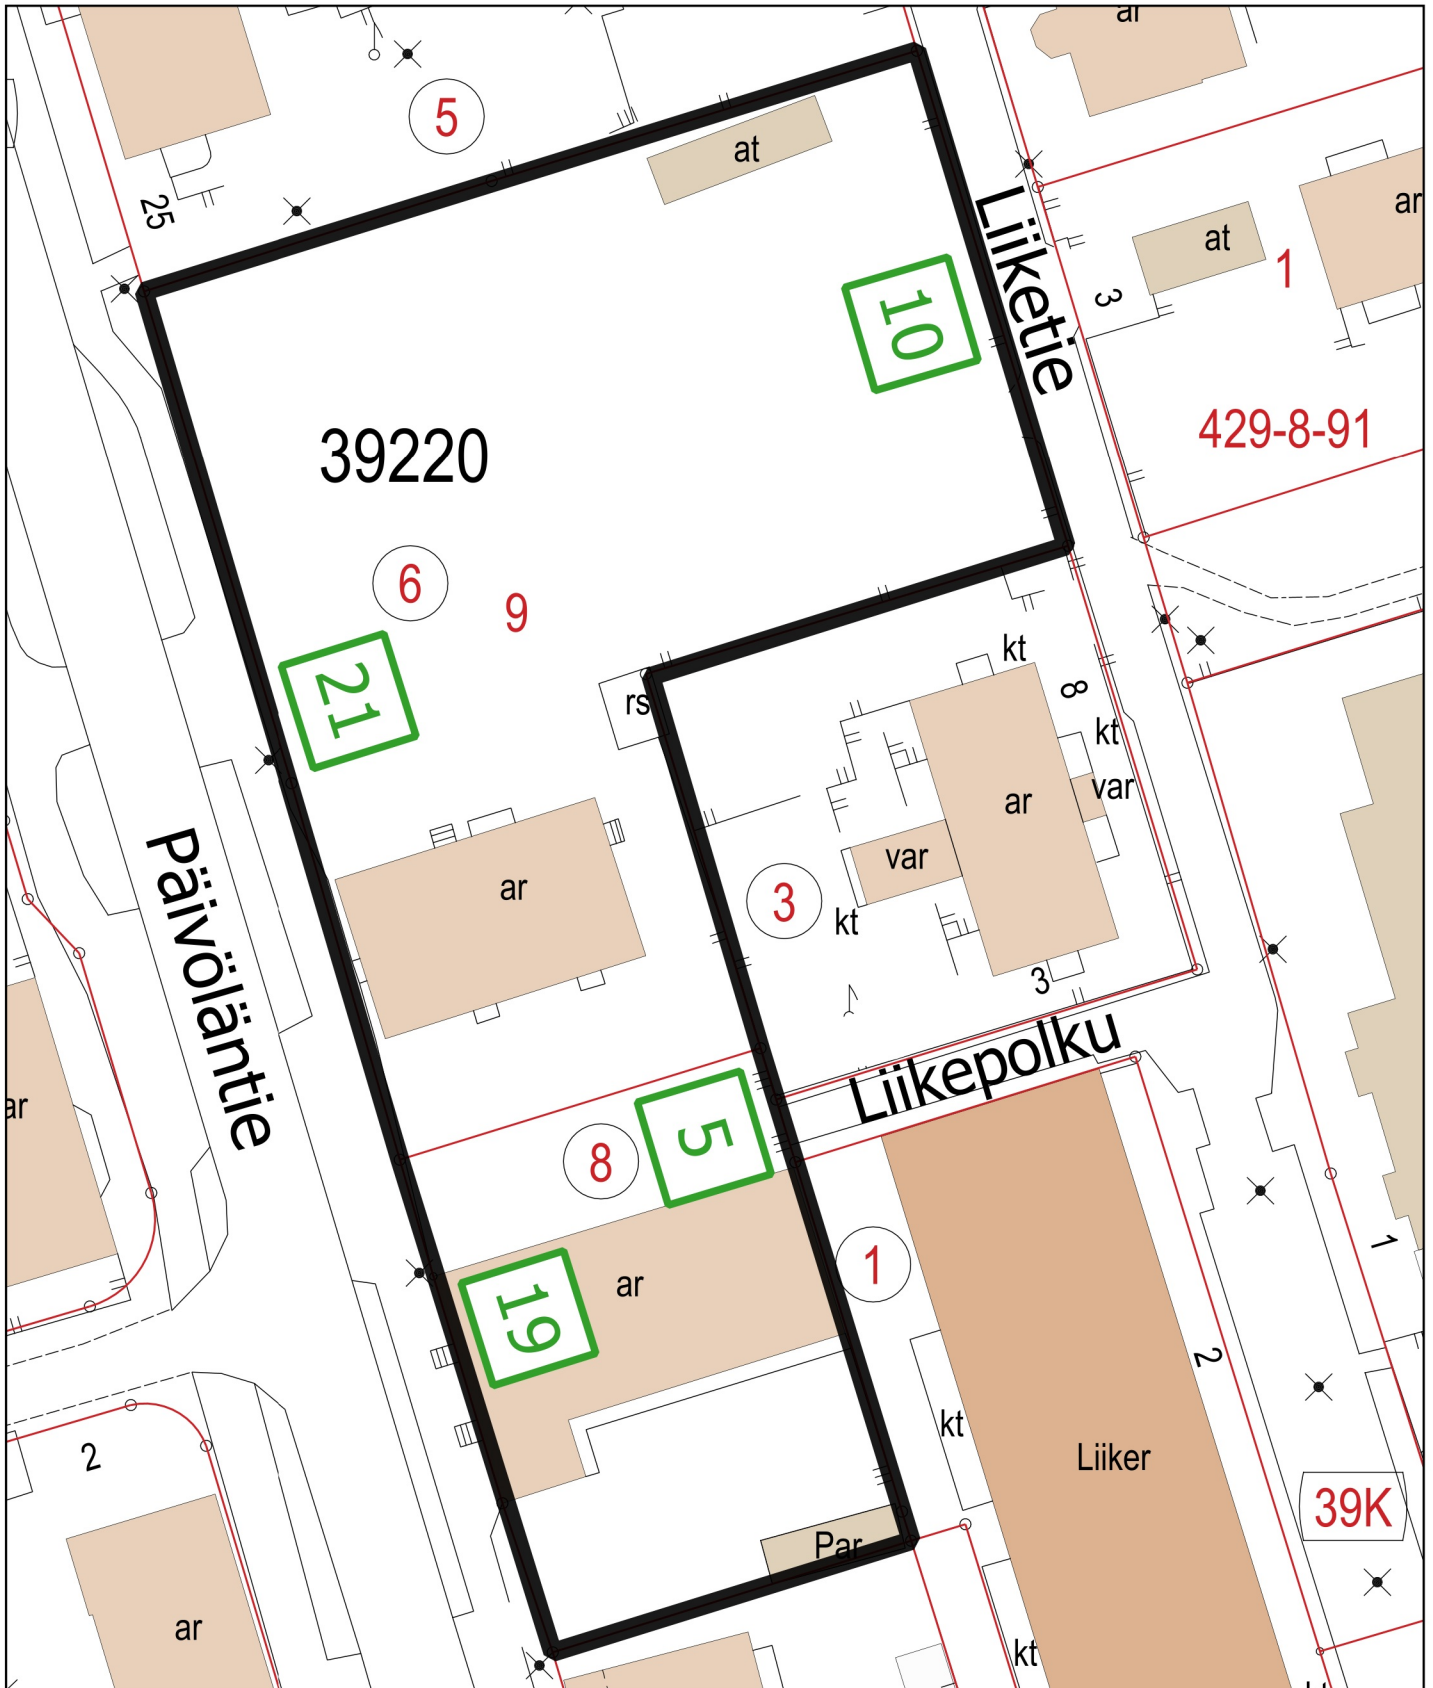 ar
5
at
25
Liiketie
ar
at
1
3
10
39220
429-8-91
6
9
21
rs
kt
8
kt
var
ar
var
ar
3
kt
3
Päivöläntie
Liikepolku
ar
5
8
1
1
ar
19
2
kt
2
Liiker
39K
Par
ar
kt